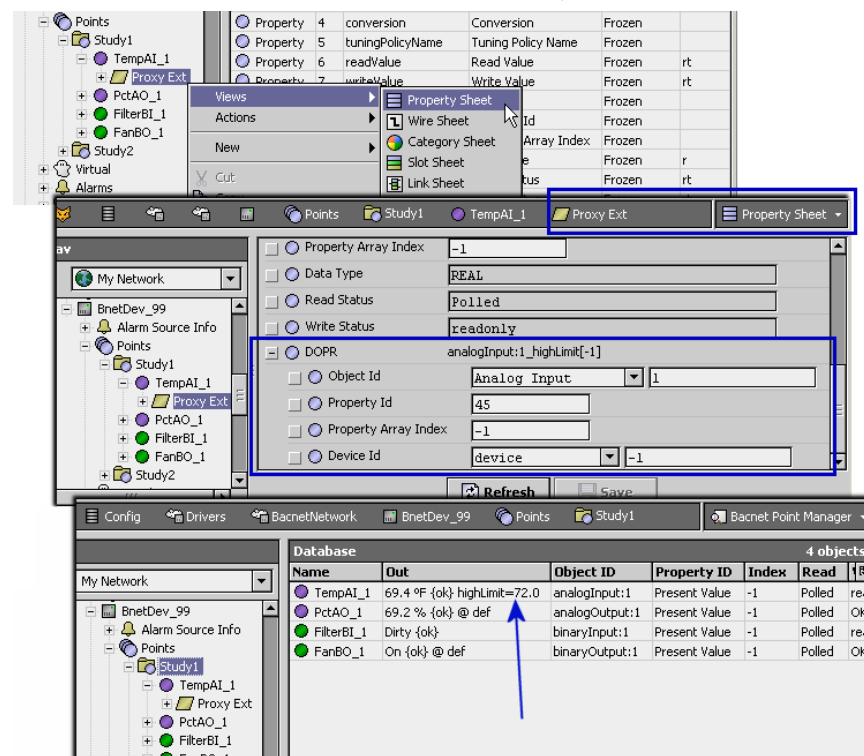 Points
Study1
TempAI_1
Proxy Ext
PctAO_1
FilterBI_1
FanBO_1
Study2
Virtual
Alarms
Property 4 conversion Conversion Frozen
Property 5 tuningPolicyName Tuning Policy Name Frozen
Property 6 readValue Read Value Frozen rt
Property 7 writeValue Write Value Frozen rt
Frozen
Id Frozen
Array Index Frozen
Frozen r
Frozen rt
Views
Actions
New
Cut
Property Sheet
Wire Sheet
Category Sheet
Slot Sheet
Link Sheet
Points Study1 TempAI_1 Proxy Ext Property Sheet
My Network
BnetDev_99
Alarm Source Info
Points
Study1
TempAI_1
Proxy Ext
PctAO_1
FilterBI_1
FanBO_1
Study2
Property Array Index -1
Data Type REAL
Read Status Polled
Write Status readonly
DOPR analogInput:1_highLimit[-1]
Object Id Analog Input 1
Property Id 45
Property Array Index -1
Device Id device -1
Refresh Save
Config Drivers BacnetNetwork BnetDev_99 Points Study1 Bacnet Point Manager
My Network
BnetDev_99
Alarm Source Info
Points
Study1
TempAI_1
Proxy Ext
PctAO_1
FilterBI_1
Database 4 objects
Name Out Object ID Property ID Index Read
TempAI_1 69.4 ºF {ok} highLimit=72.0 analogInput:1 Present Value -1 Polled
PctAO_1 69.2 % {ok} @ def analogOutput:1 Present Value -1 Polled
FilterBI_1 Dirty {ok} binaryInput:1 Present Value -1 Polled
FanBO_1 On {ok} @ def binaryOutput:1 Present Value -1 Polled